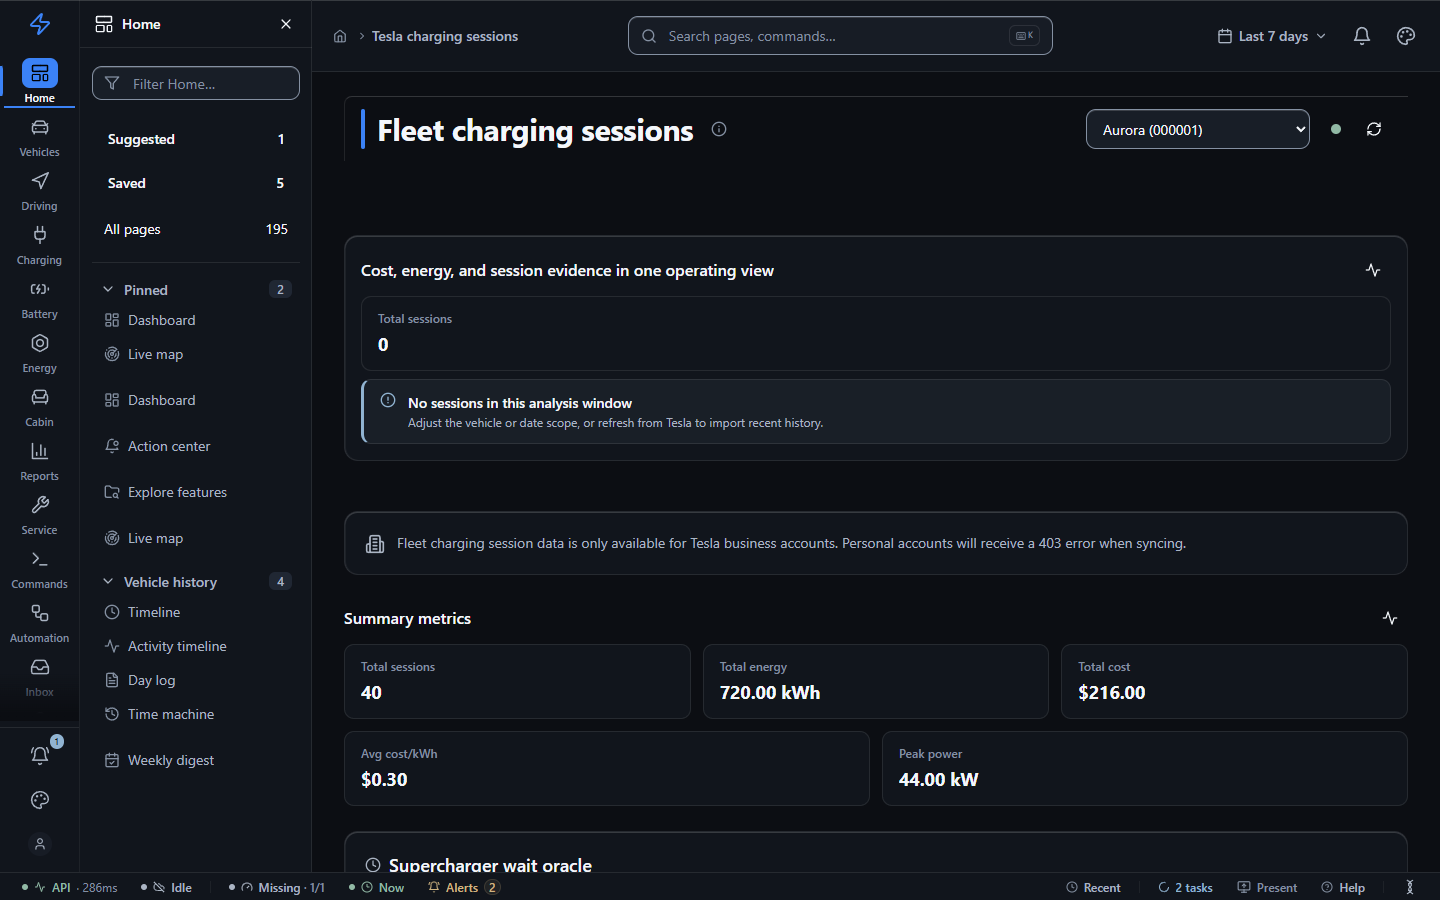 Home
Vehicles
Driving
Charging
Battery
Energy
Cabin
Reports
Service
Commands
Automation
Inbox
1
Home
Filter Home...
Suggested 1
Saved 5
All pages 195
Pinned 2
Dashboard
Live map
Dashboard
Action center
Explore features
Live map
Vehicle history 4
Timeline
Activity timeline
Day log
Time machine
Weekly digest
Tesla charging sessions
Search pages, commands...
K
Last 7 days
Fleet charging sessions
Aurora (000001)
Cost, energy, and session evidence in one operating view
Total sessions
0
No sessions in this analysis window
Adjust the vehicle or date scope, or refresh from Tesla to import recent history.
Fleet charging session data is only available for Tesla business accounts. Personal accounts will receive a 403 error when syncing.
Summary metrics
Total sessions
40
Total energy
720.00 kWh
Total cost
$216.00
Avg cost/kWh
$0.30
Peak power
44.00 kW
Supercharger wait oracle
API · 286ms
Idle
Missing · 1/1
Now
Alerts 2
Recent
2 tasks
Present
Help